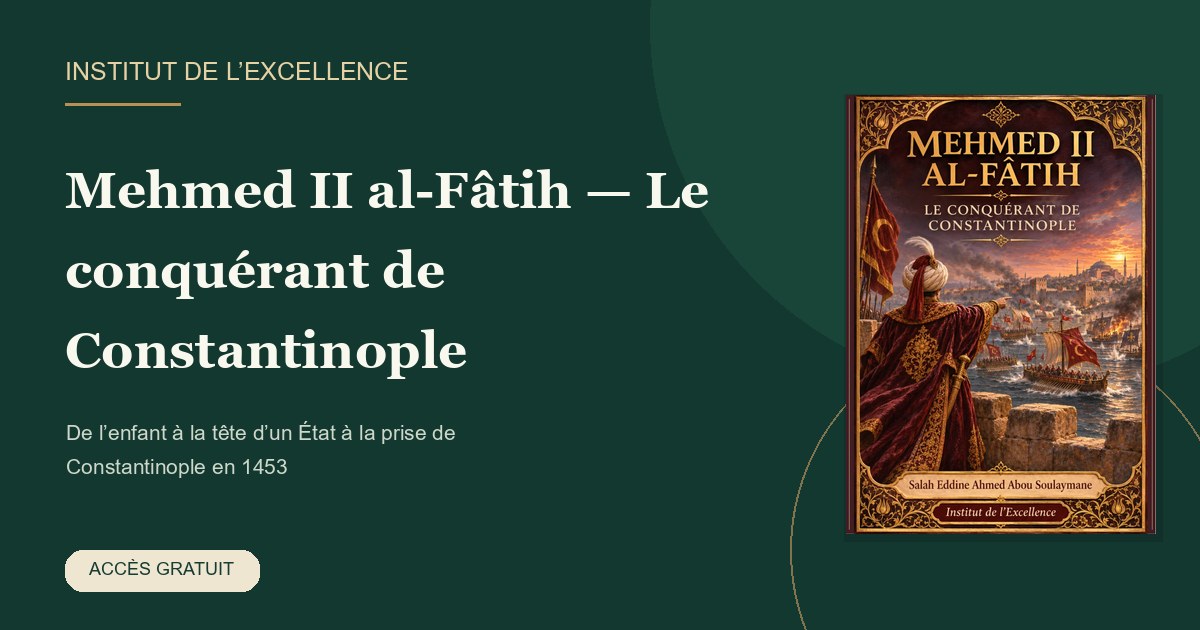 INSTITUT DE L’EXCELLENCE
Mehmed II al-Fâtih — Le
conquérant de
Constantinople
De l’enfant à la tête d’un État à la prise de
Constantinople en 1453
ACCÈS GRATUIT
MEHMED II
AL-FÂTIH
LE CONQUÉRANT DE
CONSTANTINOPLE
Salah Eddine Ahmed Abou Soulaymane
Institut de l’Excellence